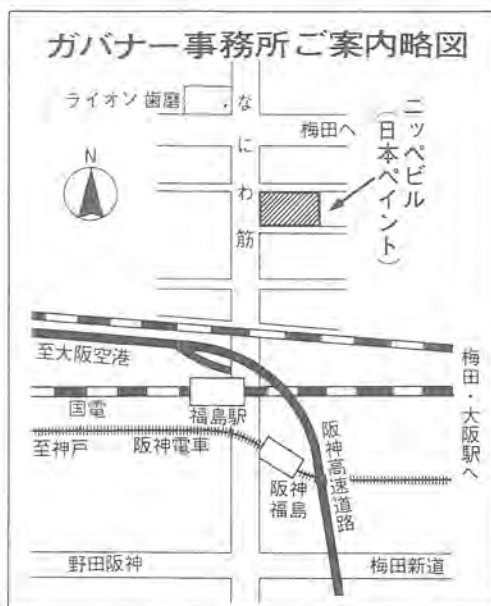 ガバナー事務所ご案内略図
ライオン歯磨
なにわ筋
梅田へ
ニッペビル
(日本ペイント)
N
至大阪空港
国電
福島駅
梅田・大阪駅へ
至神戸
阪神電車
阪神
福島
阪神高速道路
野田阪神
梅田新道